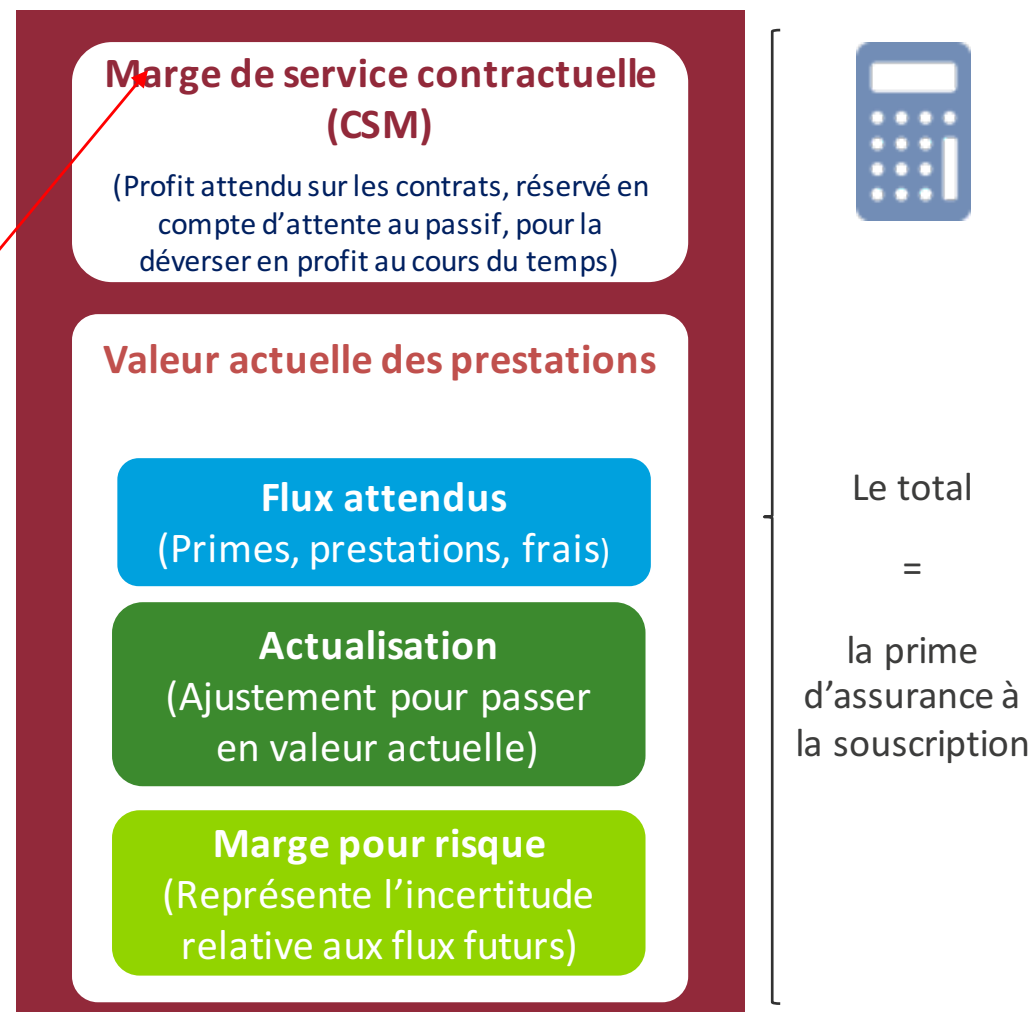 Marge de service contractuelle
(CSM)
(Profit attendu sur les contrats, réservé en
compte d’attente au passif, pour la
déverser en profit au cours du temps)
Valeur actuelle des prestations
Flux attendus
(Primes, prestations, frais)
Actualisation
(Ajustement pour passer
en valeur actuelle)
Marge pour risque
(Représente l’incertitude
relative aux flux futurs)
Le total
=
la prime
d’assurance à
la souscription